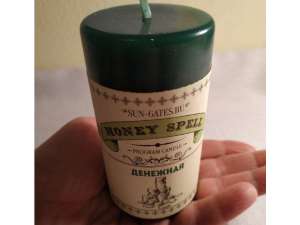 "SUN-GATES.RU"
MONEY SPELL
PROGRAM CANDLE
ДЕНЕЖНАЯ